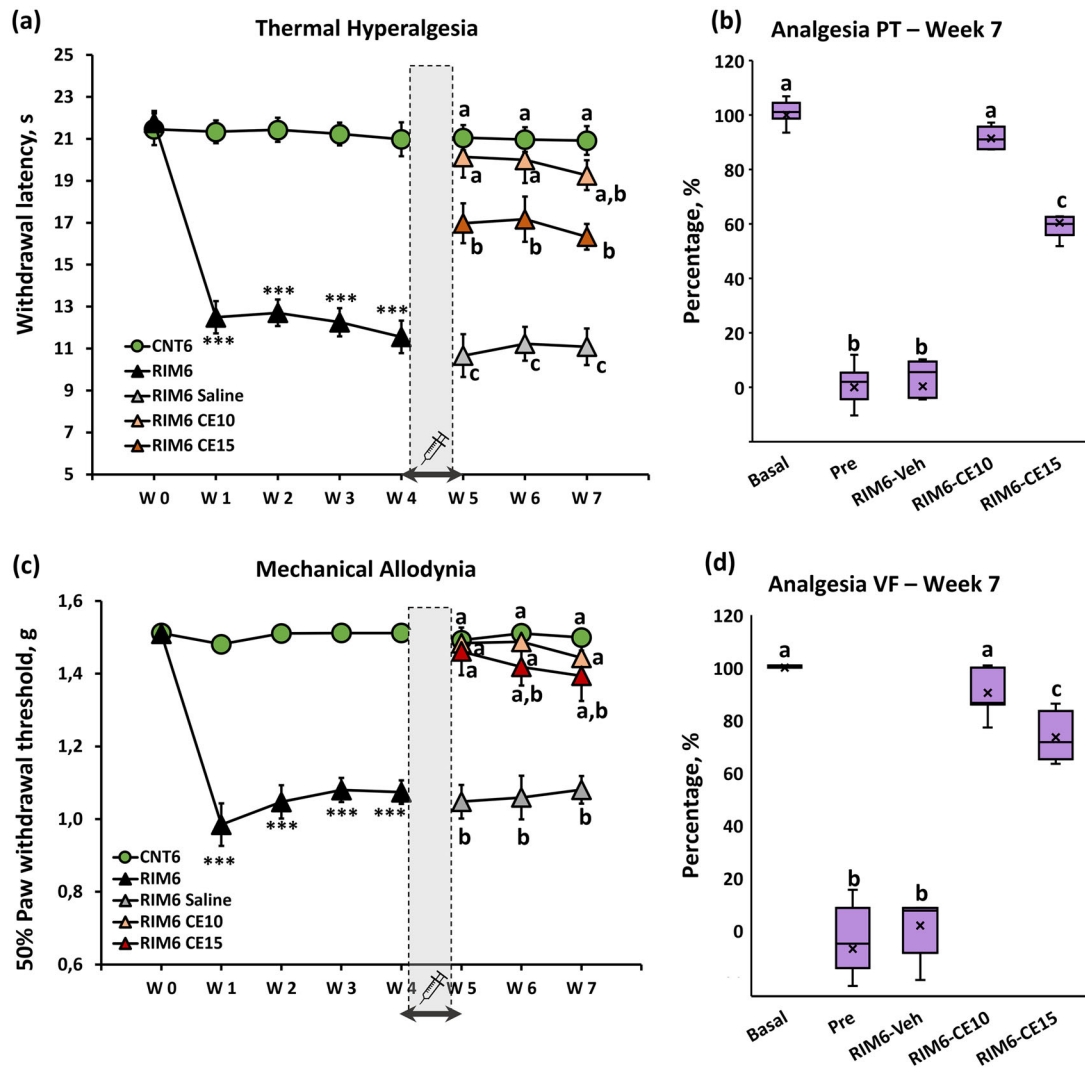 (a)
Thermal Hyperalgesia
Withdrawal latency, s
23
21
19
17
15
13
11
9
7
5
***
***
***
***
a
a
a
a
a
a,b
b
b
b
c
c
c
CNT6
RIM6
RIM6 Saline
RIM6 CE10
RIM6 CE15
W 0
W 1
W 2
W 3
W 4
W 5
W 6
W 7
(b)
Analgesia PT – Week 7
Percentage, %
120
100
80
60
40
20
0
a
b
b
a
c
Basal
Pre
RIM6-Veh
RIM6-CE10
RIM6-CE15
(c)
Mechanical Allodynia
50% Paw withdrawal threshold, g
1,6
1,4
1,2
1,0
0,8
0,6
***
***
***
***
a
a
a
a
a
a
a
a,b
a,b
b
b
b
CNT6
RIM6
RIM6 Saline
RIM6 CE10
RIM6 CE15
W 0
W 1
W 2
W 3
W 4
W 5
W 6
W 7
(d)
Analgesia VF – Week 7
Percentage, %
120
100
80
60
40
20
0
a
b
b
a
c
Basal
Pre
RIM6-Veh
RIM6-CE10
RIM6-CE15